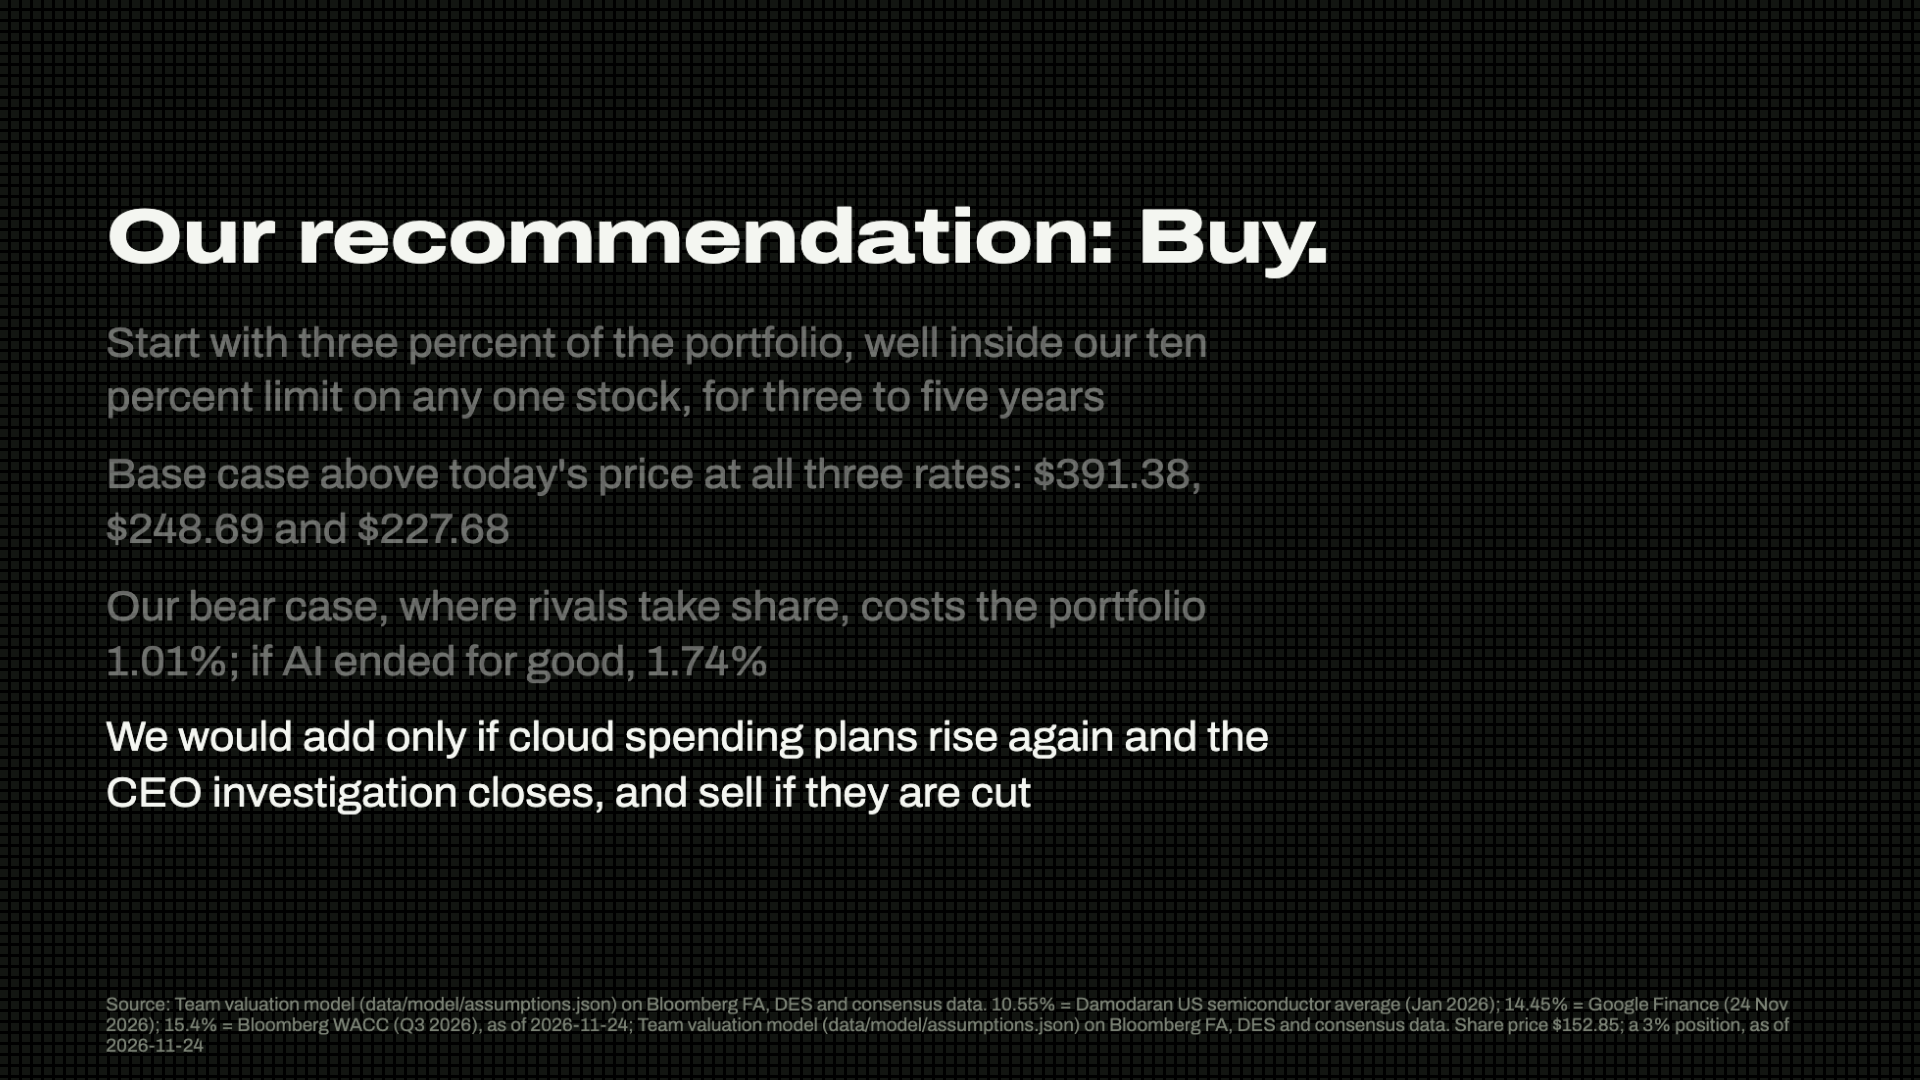 Our recommendation: Buy.
Start with three percent of the portfolio, well inside our ten
percent limit on any one stock, for three to five years
Base case above today's price at all three rates: $391.38,
$248.69 and $227.68
Our bear case, where rivals take share, costs the portfolio
1.01%; if AI ended for good, 1.74%
We would add only if cloud spending plans rise again and the
CEO investigation closes, and sell if they are cut
Source: Team valuation model (data/model/assumptions.json) on Bloomberg FA, DES and consensus data. 10.55% = Damodaran US semiconductor average (Jan 2026); 14.45% = Google Finance (24 Nov
2026); 15.4% = Bloomberg WACC (Q3 2026), as of 2026-11-24; Team valuation model (data/model/assumptions.json) on Bloomberg FA, DES and consensus data. Share price $152.85; a 3% position, as of
2026-11-24